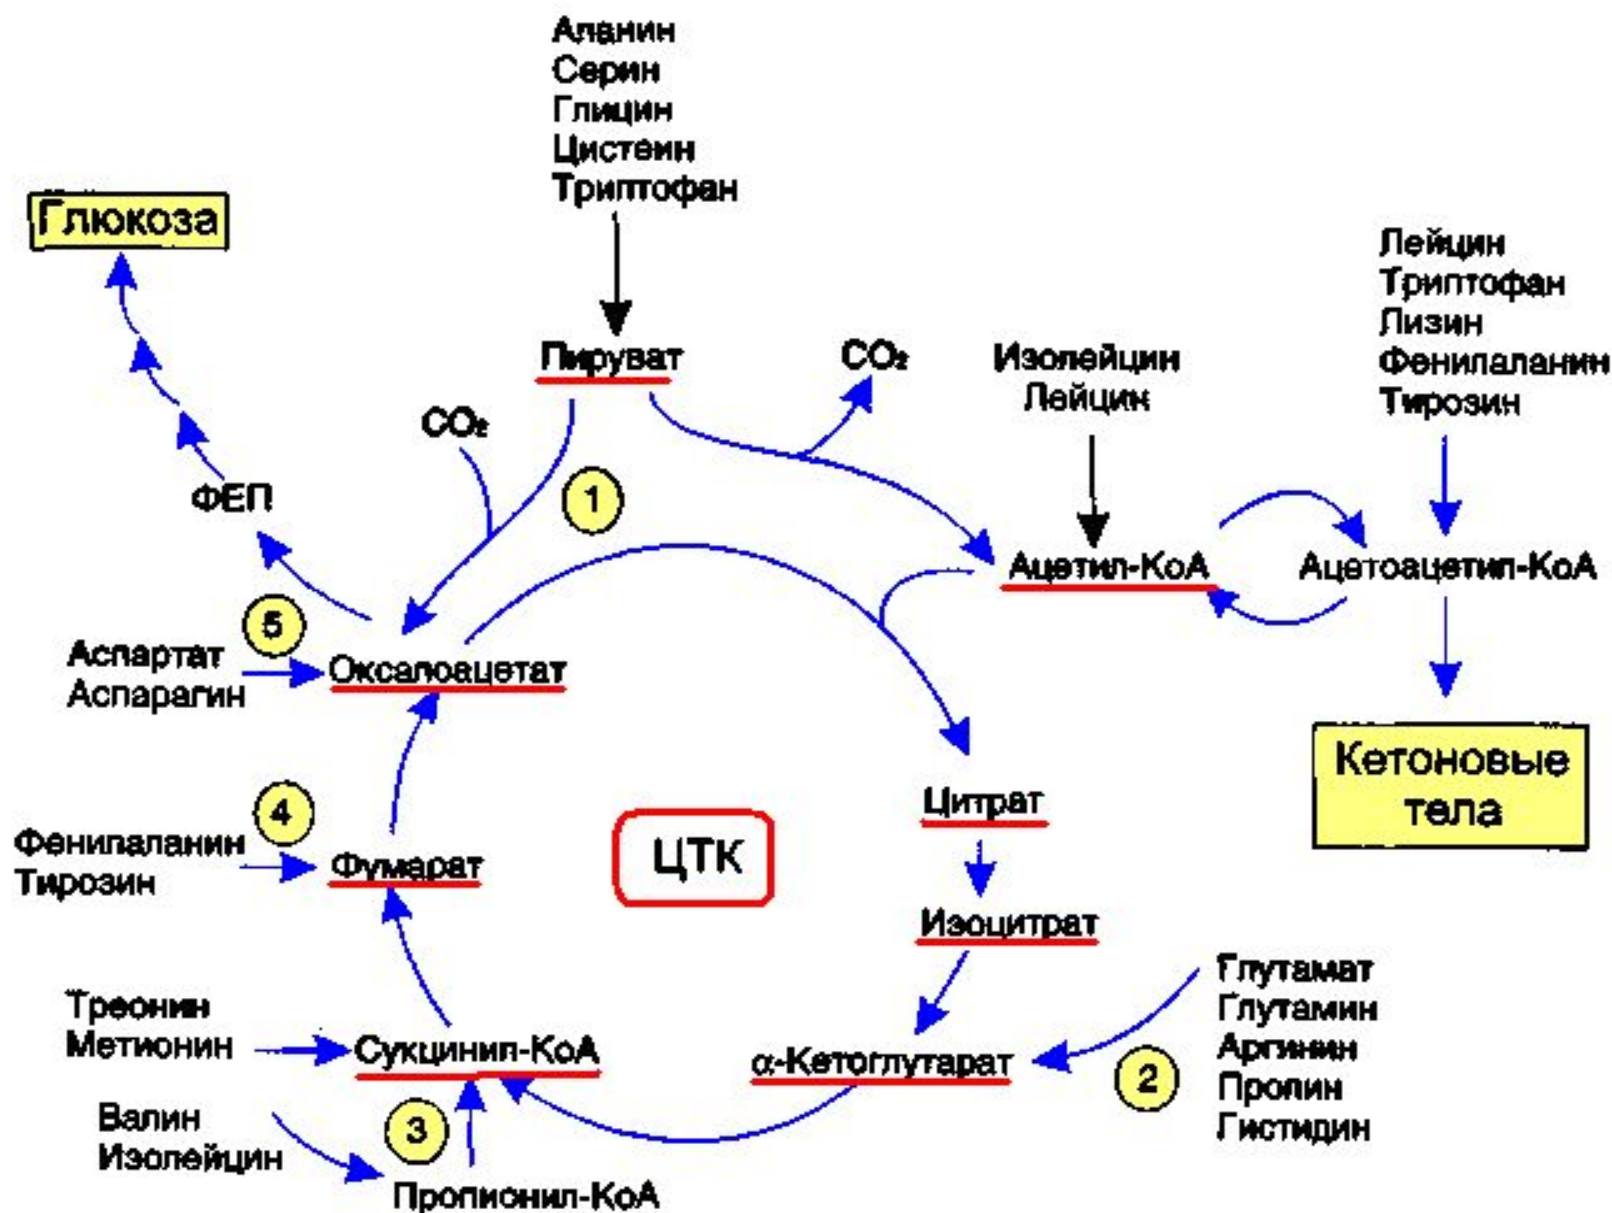 Аланин
Серин
Глицин
Цистеин
Триптофан
Глюкоза
Лейцин
Триптофан
Лизин
Фенилаланин
Тирозин
Пируват
CO₂
Изолейцин
Лейцин
CO₂
ФЕП
1
Ацетил-КоА
Ацетоацетил-КоА
5
Аспартат
Аспарагин
Оксалоацетат
Кетоновые
тела
Цитрат
4
ЦТК
Фенилаланин
Тирозин
Фумарат
Изоцитрат
Глутамат
Глутамин
Аргинин
Пролин
Гистидин
Треонин
Метионин
Сукцинил-КоА
α-Кетоглутарат
2
3
Валин
Изолейцин
Пропионил-КоА